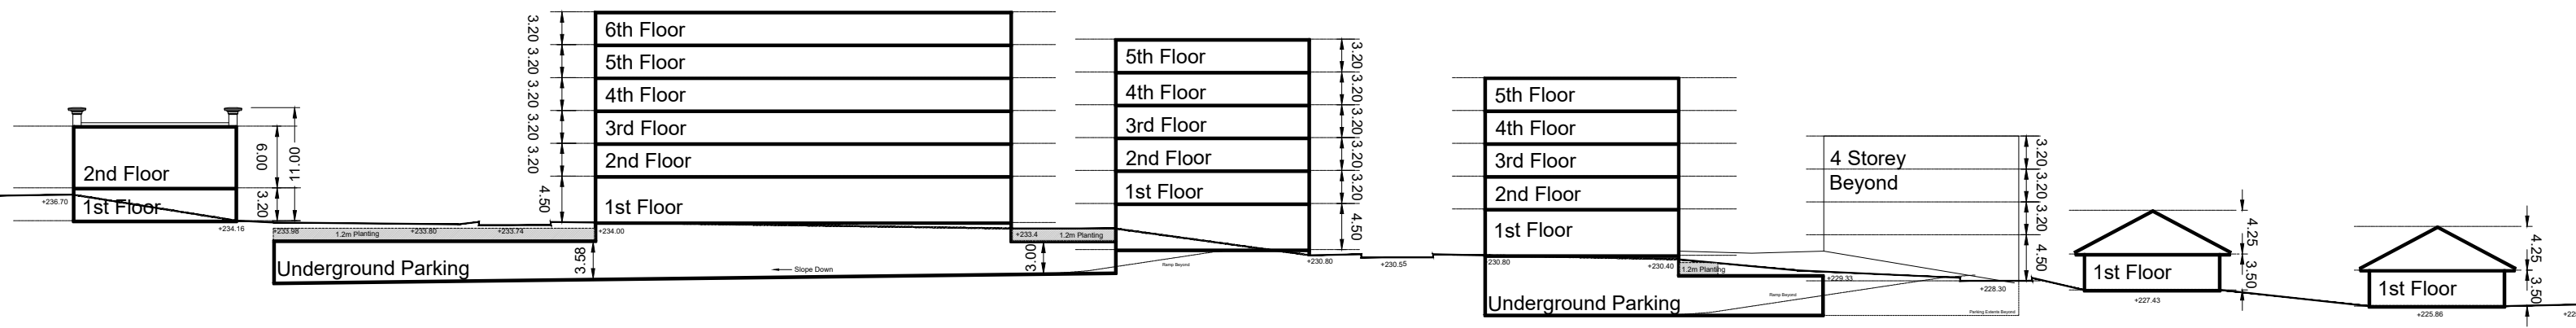 2nd Floor
1st Floor
+236.70
+234.16
6.00
3.20
11.00
6th Floor
5th Floor
4th Floor
3rd Floor
2nd Floor
1st Floor
3.20
3.20
3.20
3.20
3.20
4.50
+233.98
1.2m Planting
+233.80
+233.74
+234.00
Underground Parking
3.58
Slope Down
3.00
+233.4
1.2m Planting
5th Floor
4th Floor
3rd Floor
2nd Floor
1st Floor
3.20
3.20
3.20
3.20
3.20
4.50
Ramp Beyond
+230.80
+230.55
5th Floor
4th Floor
3rd Floor
2nd Floor
1st Floor
+230.80
+230.40
1.2m Planting
Underground Parking
Ramp Beyond
+229.33
4 Storey
Beyond
3.20
3.20
3.20
4.50
+228.30
Parking Extents Beyond
1st Floor
4.25
3.50
+227.43
1st Floor
4.25
3.50
+225.86